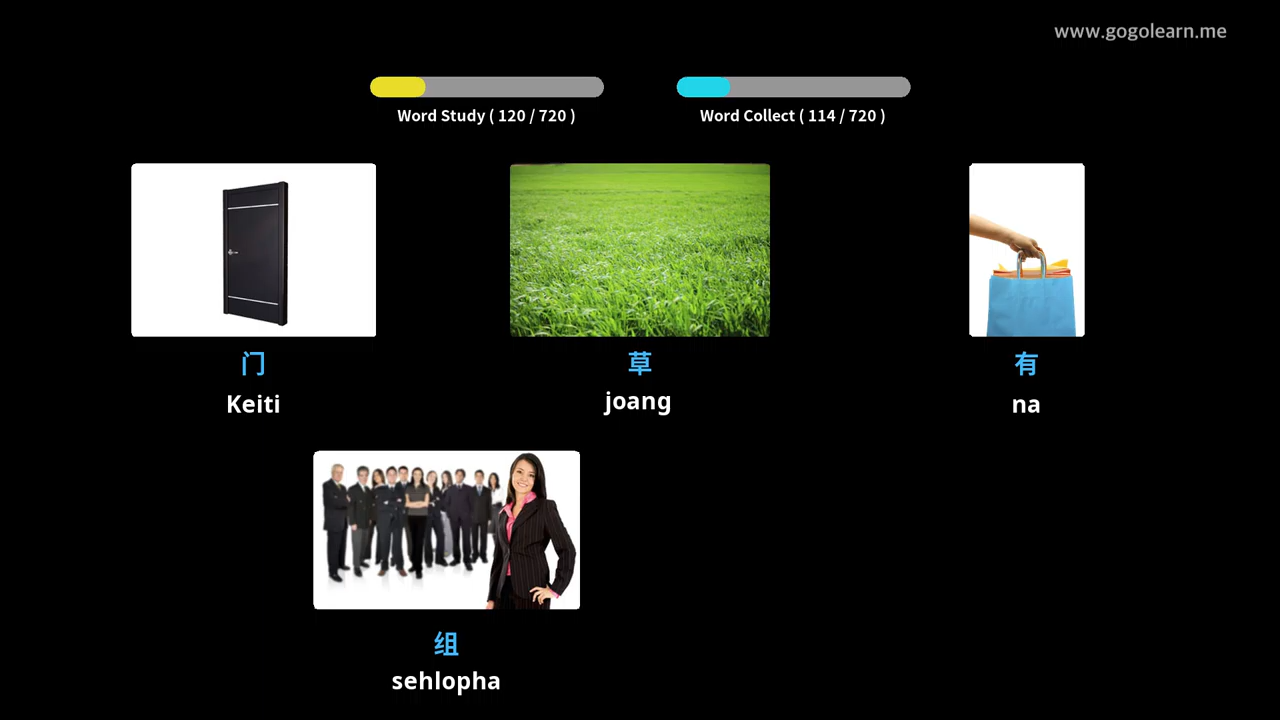 www.gogolearn.me
Word Study ( 120 / 720 )
Word Collect ( 114 / 720 )
门
Keiti
草
joang
有
na
组
sehlopha